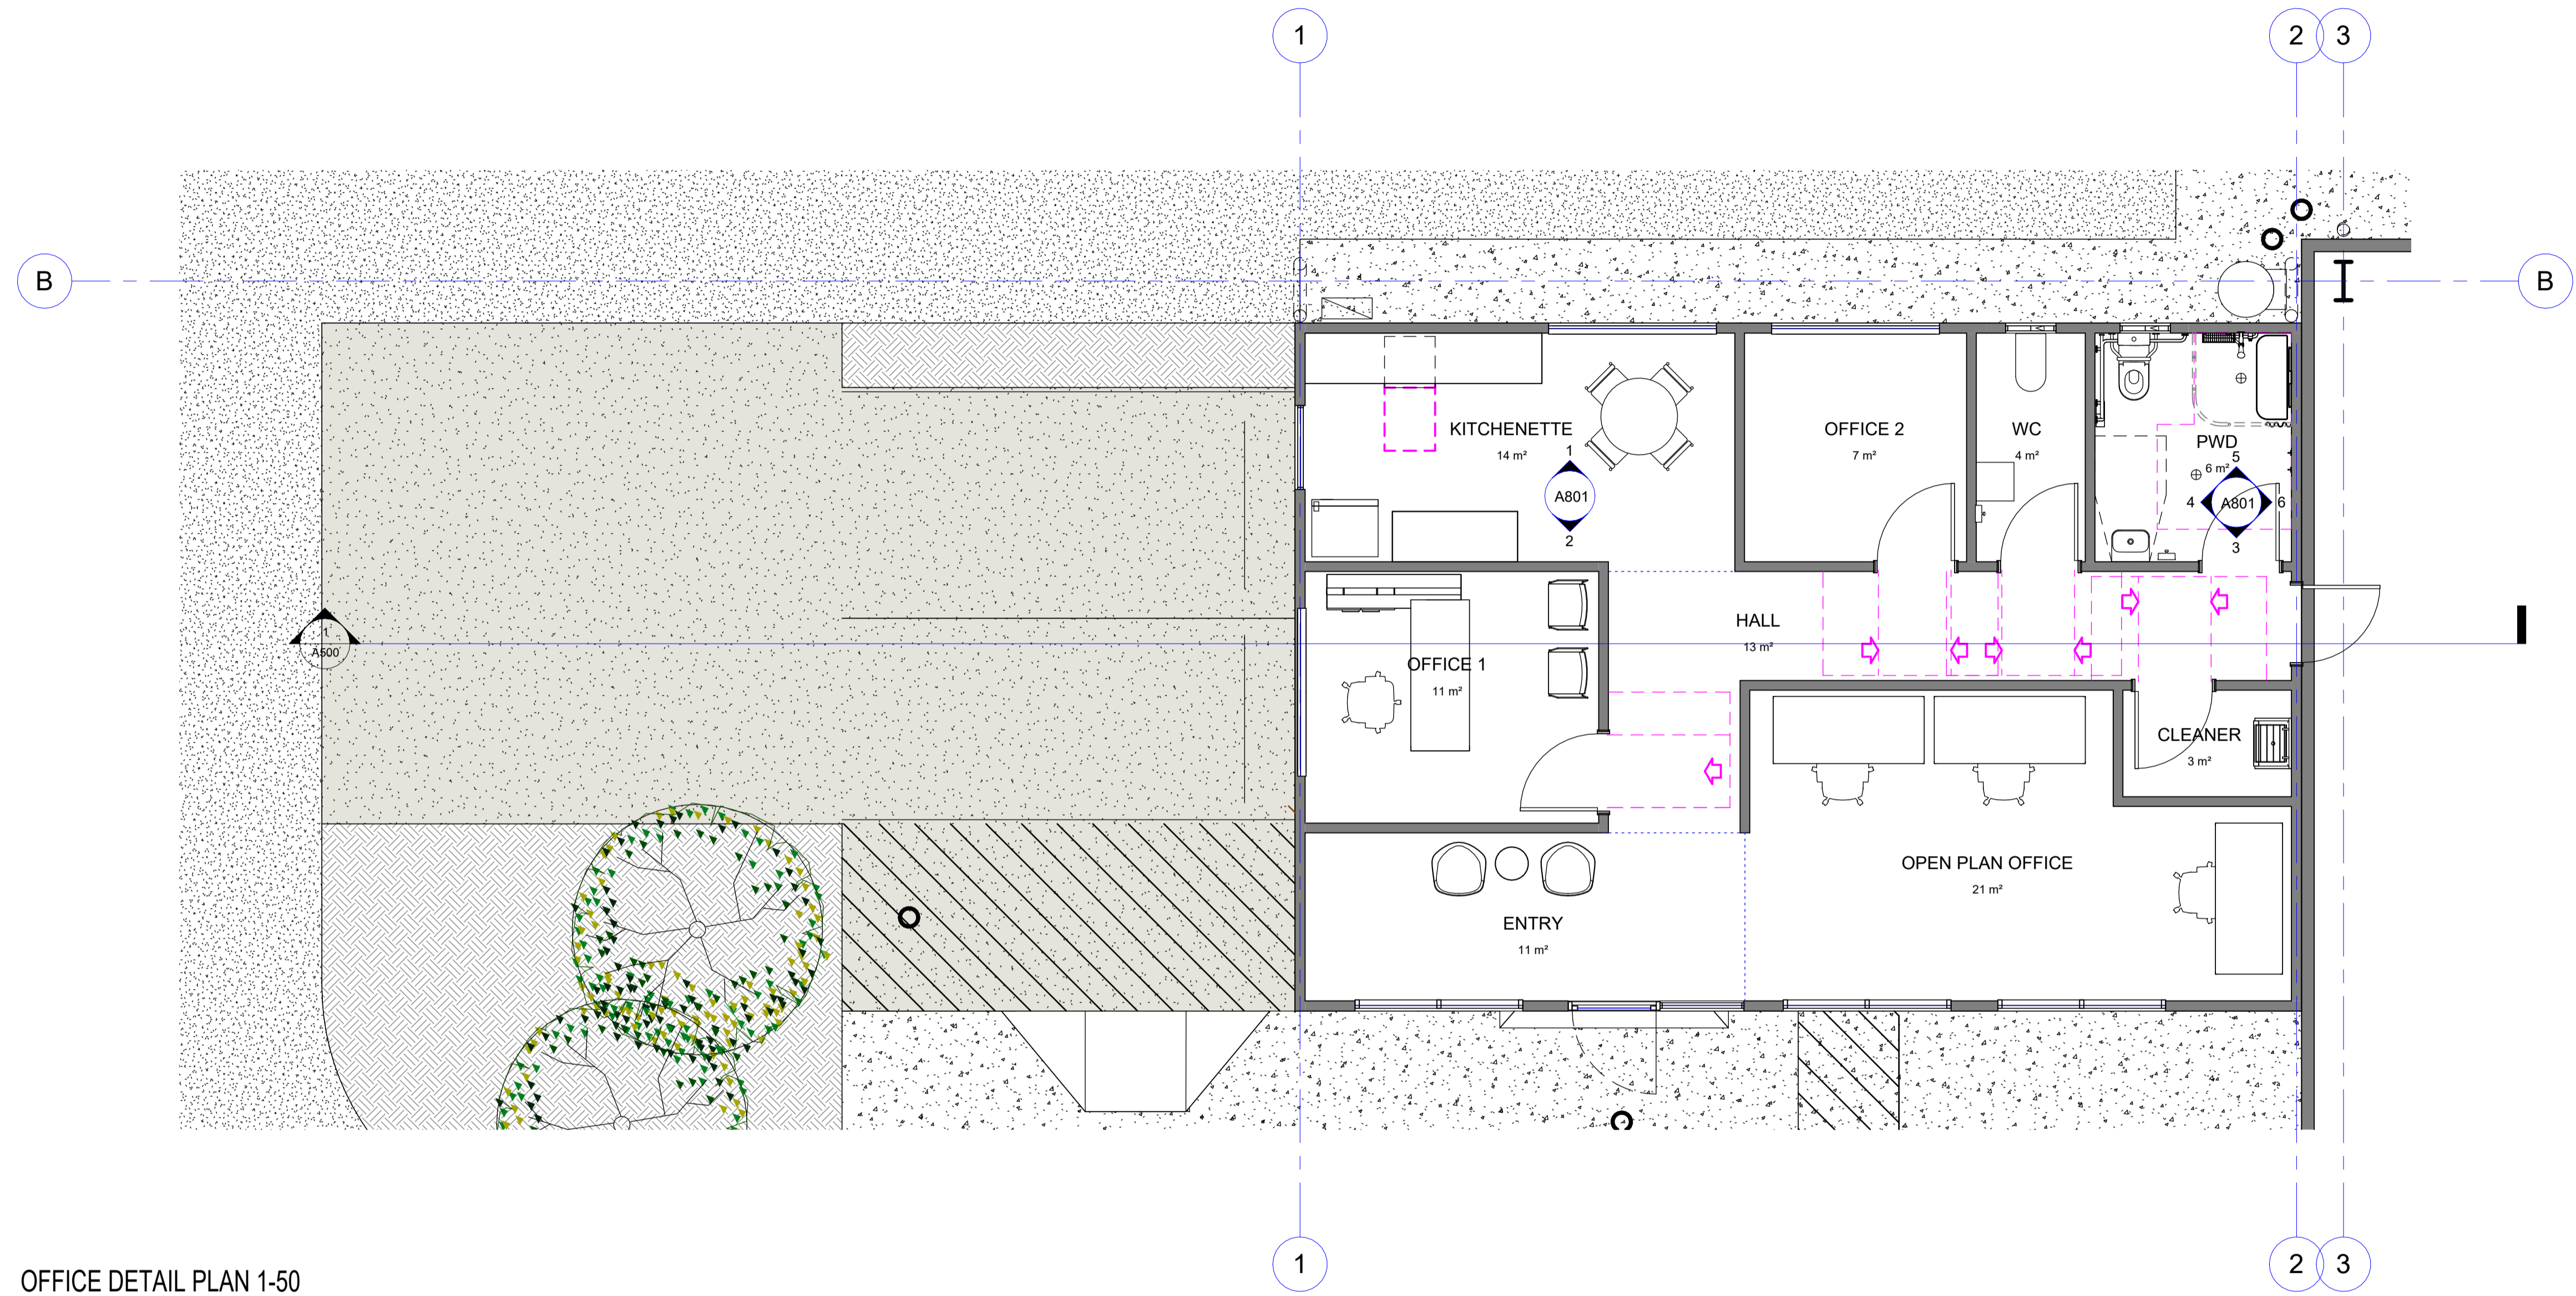 1
2
3
B
B
KITCHENETTE
14 m²
1
A801
2
OFFICE 2
7 m²
WC
4 m²
PWD
6 m²
5
4
A801
6
3
HALL
13 m²
1
A500
OFFICE 1
11 m²
CLEANER
3 m²
OPEN PLAN OFFICE
21 m²
ENTRY
11 m²
1
2
3
OFFICE DETAIL PLAN 1-50